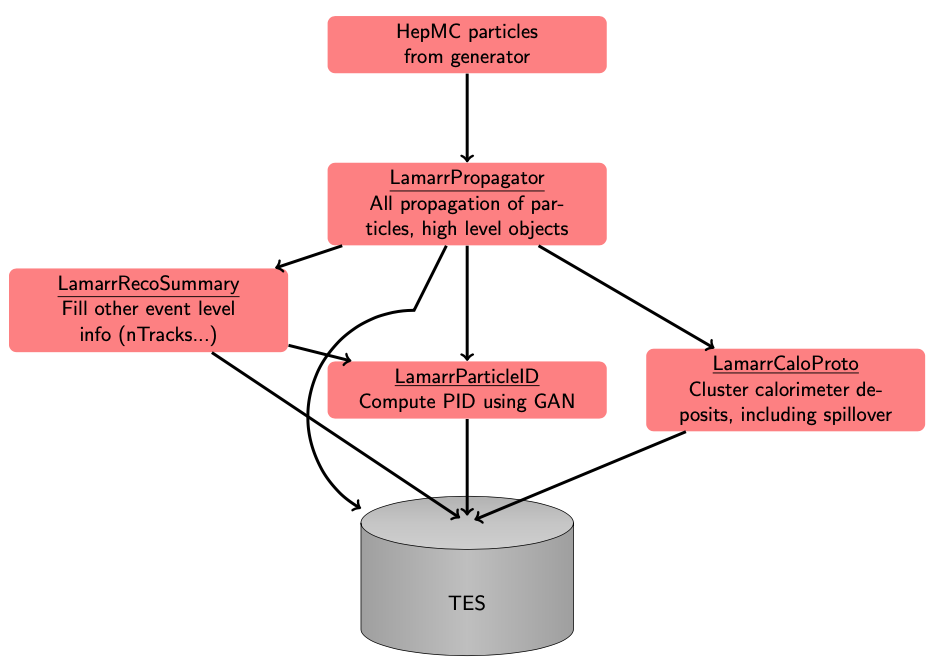 HepMC particles
from generator
LamarrPropagator
All propagation of par-
ticles, high level objects
LamarrRecoSummary
Fill other event level
info (nTracks...)
LamarrParticleID
Compute PID using GAN
LamarrCaloProto
Cluster calorimeter de-
posits, including spillover
TES